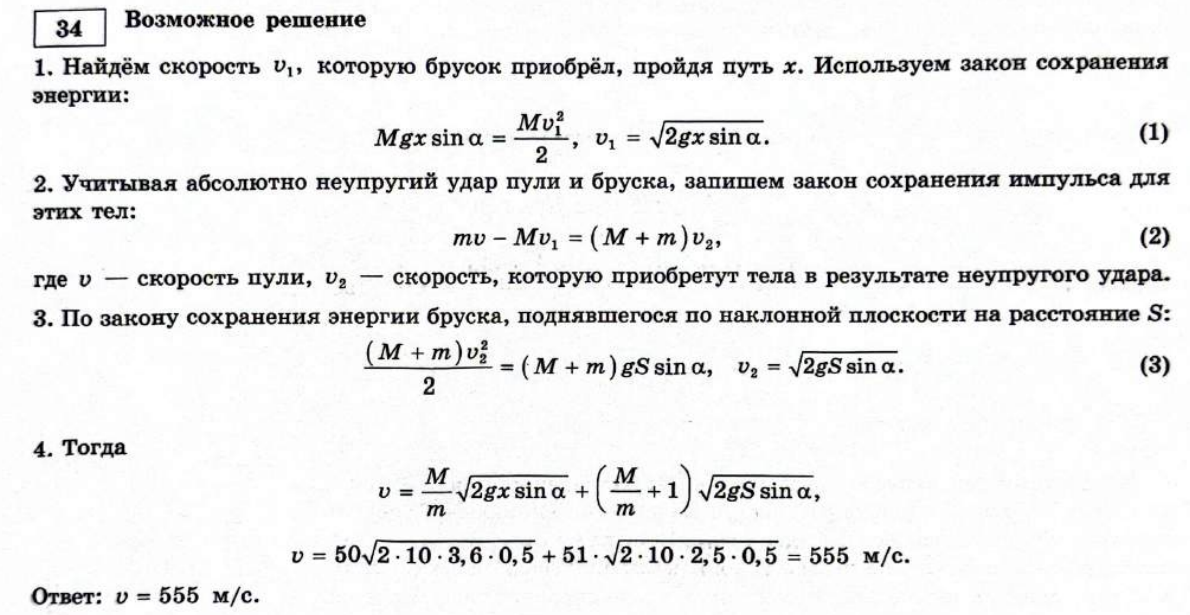 34 Возможное решение
1. Найдём скорость v₁, которую брусок приобрёл, пройдя путь x. Используем закон сохранения
энергии:
Mgx sin α = Mv₁²/2, v₁ = √(2gx sin α). (1)
2. Учитывая абсолютно неупругий удар пули и бруска, запишем закон сохранения импульса для
этих тел:
mv − Mv₁ = (M + m)v₂, (2)
где v — скорость пули, v₂ — скорость, которую приобретут тела в результате неупругого удара.
3. По закону сохранения энергии бруска, поднявшегося по наклонной плоскости на расстояние S:
(M + m)v₂²/2 = (M + m)gS sin α, v₂ = √(2gS sin α). (3)
4. Тогда
v = M/m √(2gx sin α) + (M/m + 1) √(2gS sin α),
v = 50√(2 · 10 · 3,6 · 0,5) + 51 · √(2 · 10 · 2,5 · 0,5) = 555 м/с.
Ответ: v = 555 м/с.